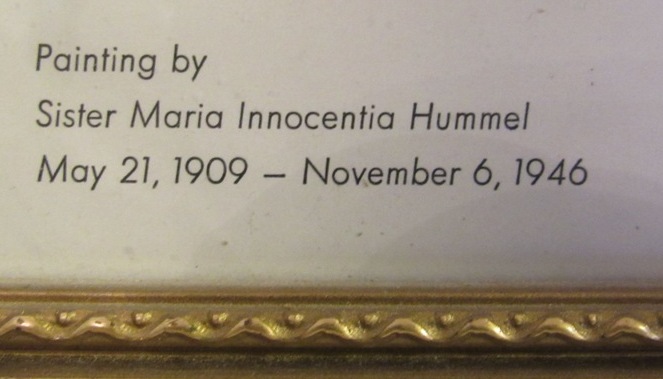 Painting by
Sister Maria Innocentia Hummel
May 21, 1909 – November 6, 1946